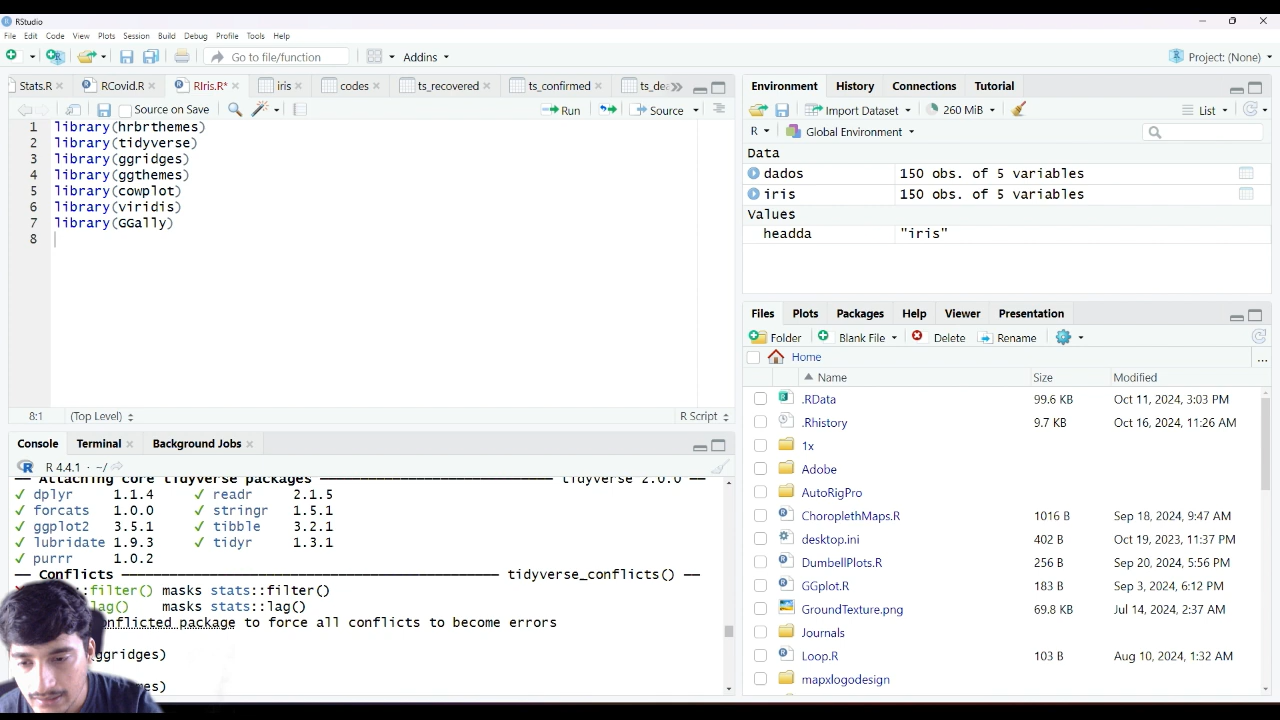 RStudio
File Edit Code View Plots Session Build Debug Profile Tools Help
Go to file/function Addins Project: (None)
Stats.R RCovid.R RIris.R* iris codes ts_recovered ts_confirmed
Source on Save Run Source
1 library(hrbrthemes)
2 library(tidyverse)
3 library(ggridges)
4 library(ggthemes)
5 library(cowplot)
6 library(viridis)
7 library(GGally)
8
8:1 (Top Level) R Script
Console Terminal Background Jobs
R 4.4.1 · ~/
— Attaching core tidyverse packages — tidyverse 2.0.0 —
✓ dplyr 1.1.4 ✓ readr 2.1.5
✓ forcats 1.0.0 ✓ stringr 1.5.1
✓ ggplot2 3.5.1 ✓ tibble 3.2.1
✓ lubridate 1.9.3 ✓ tidyr 1.3.1
✓ purrr 1.0.2
— Conflicts — tidyverse_conflicts() —
::filter() masks stats::filter()
lag() masks stats::lag()
nflicted package to force all conflicts to become errors
ggridges)
es)
Environment History Connections Tutorial
Import Dataset 260 MiB List
R Global Environment
Data
dados 150 obs. of 5 variables
iris 150 obs. of 5 variables
Values
headda "iris"
Files Plots Packages Help Viewer Presentation
Folder Blank File Delete Rename
Home ...
Name Size Modified
.RData 99.6 KB Oct 11, 2024, 3:03 PM
.Rhistory 9.7 KB Oct 16, 2024, 11:26 AM
1x
Adobe
AutoRigPro
ChoroplethMaps.R 1016 B Sep 18, 2024, 9:47 AM
desktop.ini 402 B Oct 19, 2023, 11:37 PM
DumbellPlots.R 256 B Sep 20, 2024, 5:56 PM
GGplot.R 183 B Sep 3, 2024, 6:12 PM
GroundTexture.png 69.8 KB Jul 14, 2024, 2:37 AM
Journals
Loop.R 103 B Aug 10, 2024, 1:32 AM
mapxlogodesign